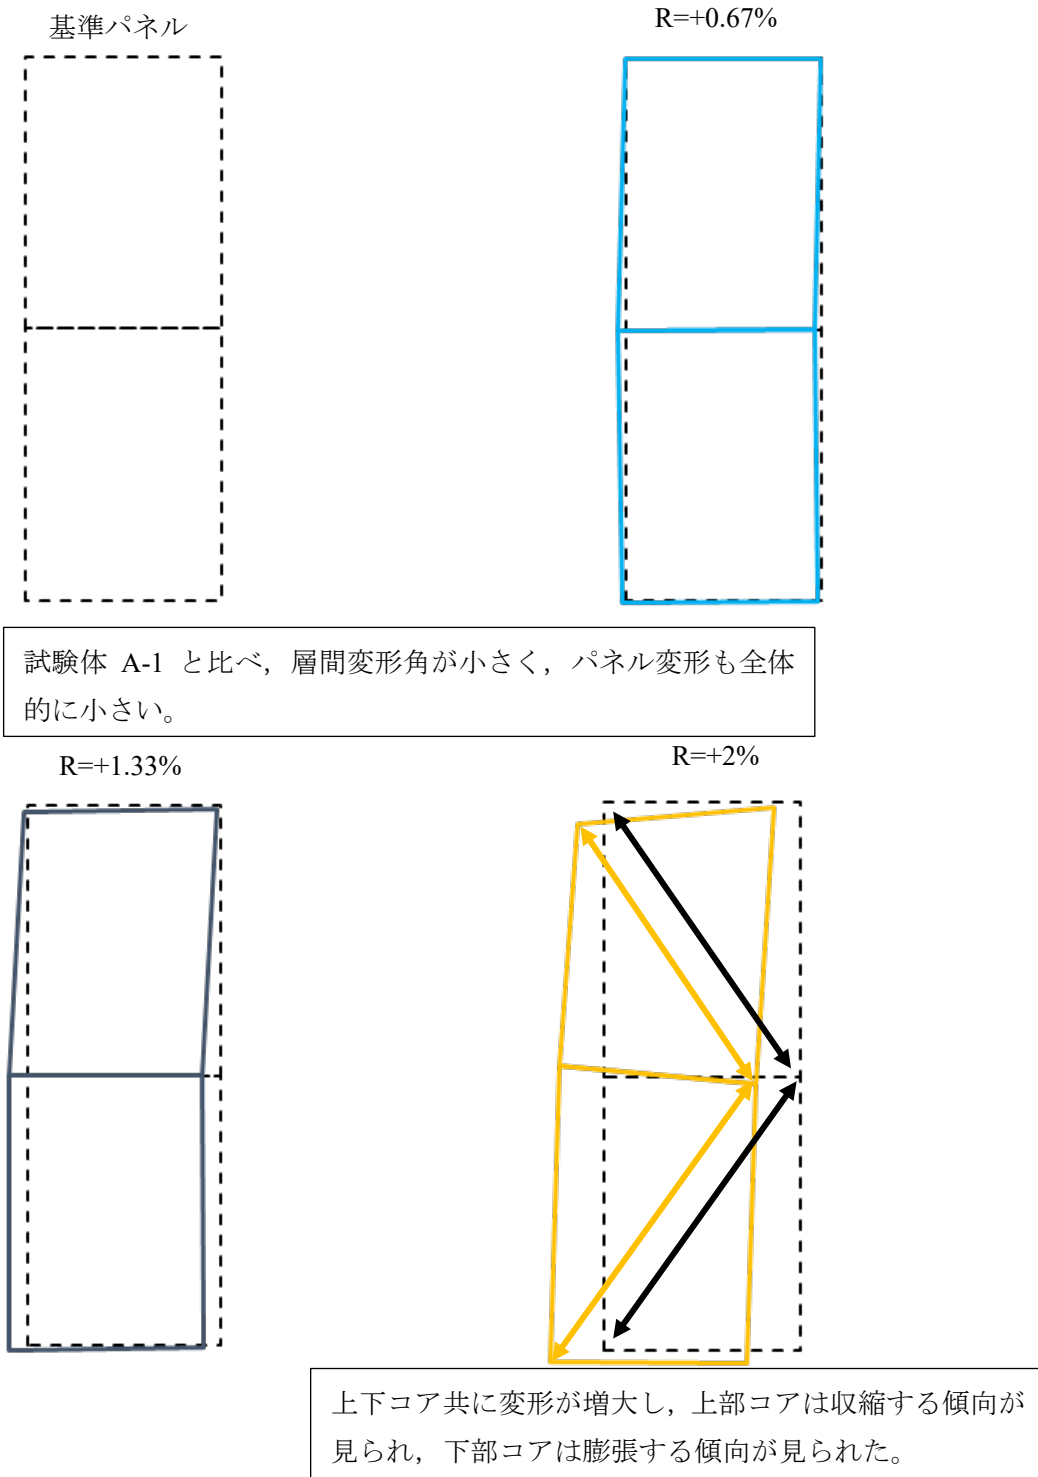 基準パネル
R=+0.67%
試験体 A-1 と比べ，層間変形角が小さく，パネル変形も全体
的に小さい。
R=+1.33%
R=+2%
上下コア共に変形が増大し，上部コアは収縮する傾向が
見られ，下部コアは膨張する傾向が見られた。